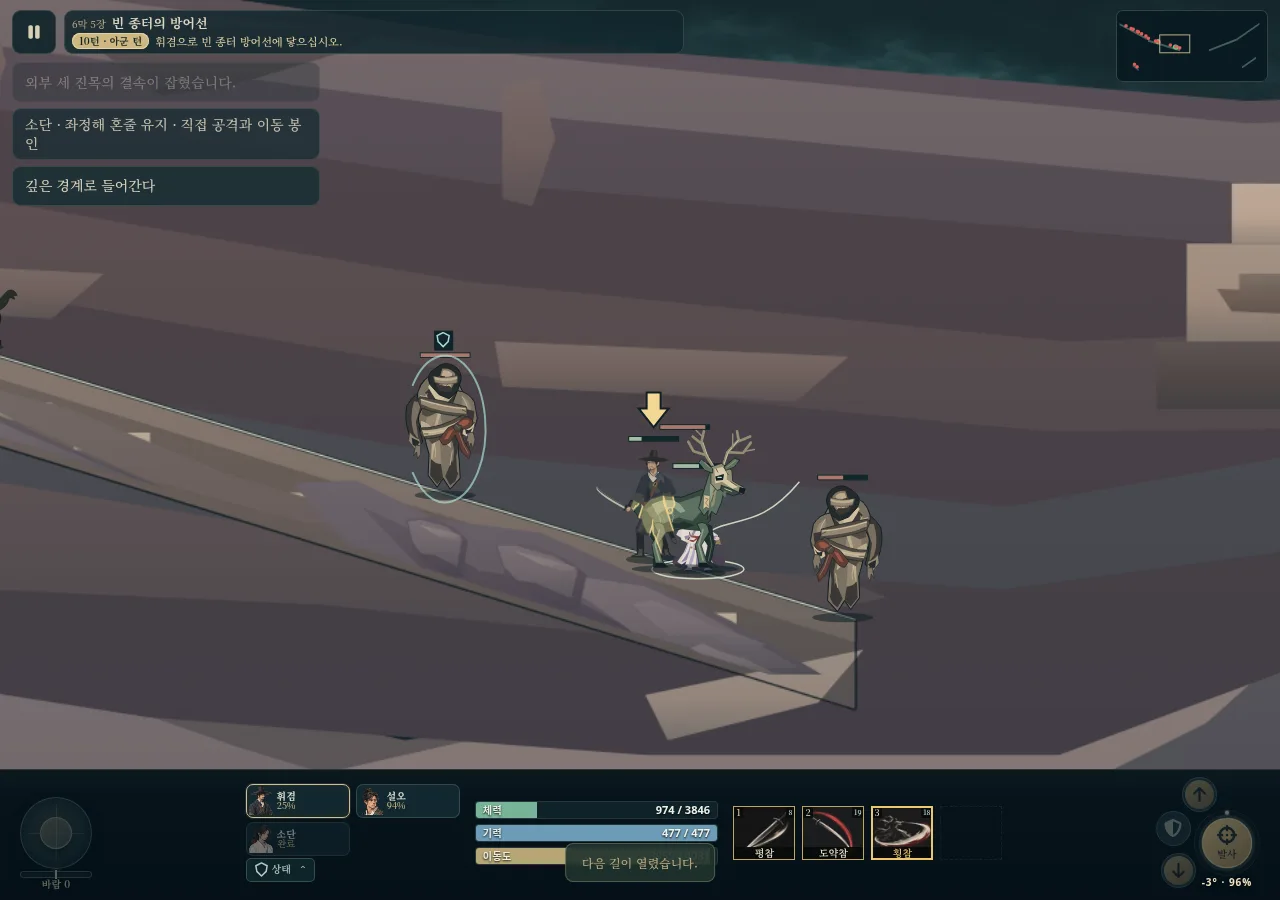 6막 5장 빈 종터의 방어선
10턴 · 아군 턴 휘겸으로 빈 종터 방어선에 닿으십시오.
외부 세 진목의 결속이 잡혔습니다.
소단 · 좌정해 혼줄 유지 · 직접 공격과 이동 봉
인
깊은 경계로 들어간다
휘겸
25%
설오
94%
소단
완료
상태
체력 974 / 3846
기력 477 / 477
이동도
다음 길이 열렸습니다.
1 8
평참
2 19
도약참
3 18
횡참
바람 0
발사
-3° · 96%